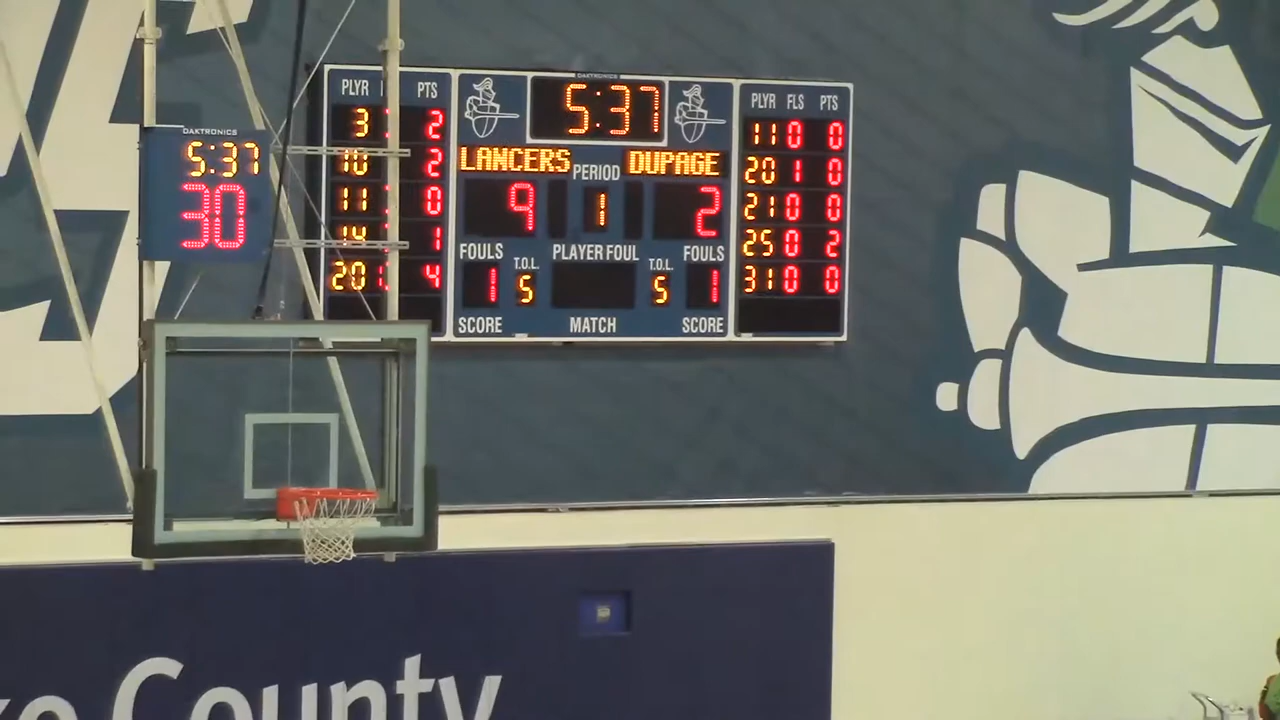 DAKTRONICS
5:37
30
PLYR PTS
3 2
10 2
11 0
14 1
20 4
DAKTRONICS
5:37
LANCERS PERIOD DUPAGE
9 1 2
FOULS PLAYER FOUL FOULS
T.O.L. T.O.L.
1 5 5 1
SCORE MATCH SCORE
PLYR FLS PTS
11 0 0
20 1 0
21 0 0
25 0 2
31 0 0
County